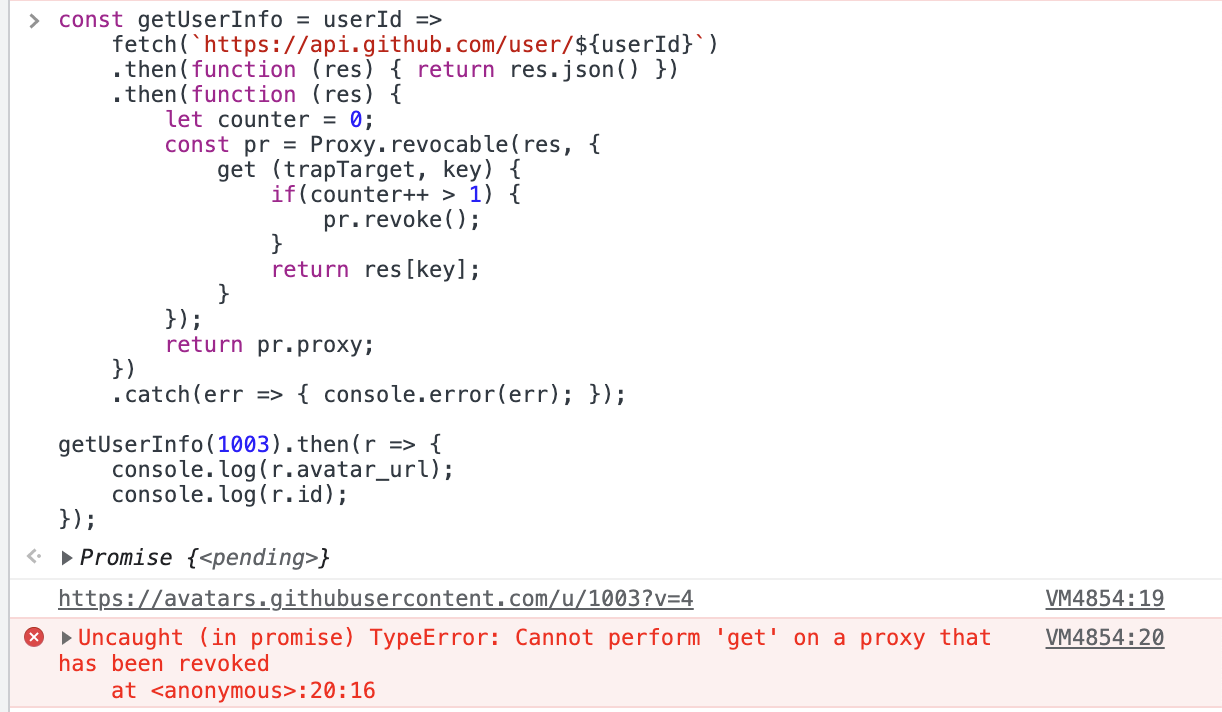 const getUserInfo = userId =>
    fetch(`https://api.github.com/user/${userId}`)
    .then(function (res) { return res.json() })
    .then(function (res) {
        let counter = 0;
        const pr = Proxy.revocable(res, {
            get (trapTarget, key) {
                if(counter++ > 1) {
                    pr.revoke();
                }
                return res[key];
            }
        });
        return pr.proxy;
    })
    .catch(err => { console.error(err); });

getUserInfo(1003).then(r => {
    console.log(r.avatar_url);
    console.log(r.id);
});
Promise {<pending>}
https://avatars.githubusercontent.com/u/1003?v=4 VM4854:19
Uncaught (in promise) TypeError: Cannot perform 'get' on a proxy that VM4854:20
has been revoked
    at <anonymous>:20:16